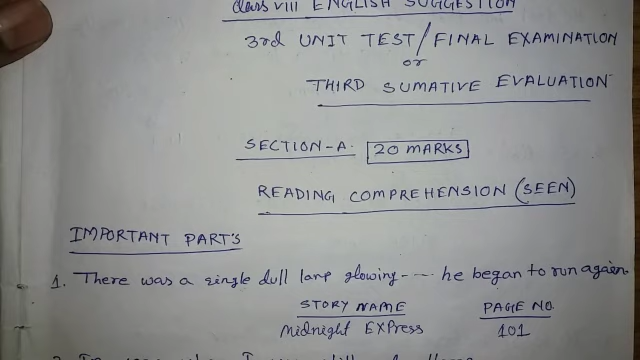 Class VIII ENGLISH SUGGESTION
3rd UNIT TEST/FINAL EXAMINATION
or
THIRD SUMATIVE EVALUATION
SECTION-A. 20 MARKS
READING COMPREHENSION (SEEN)
IMPORTANT PART'S
1. There was a single dull lamp glowing --- he began to run again.
STORY NAME PAGE NO.
Midnight EXPress 101